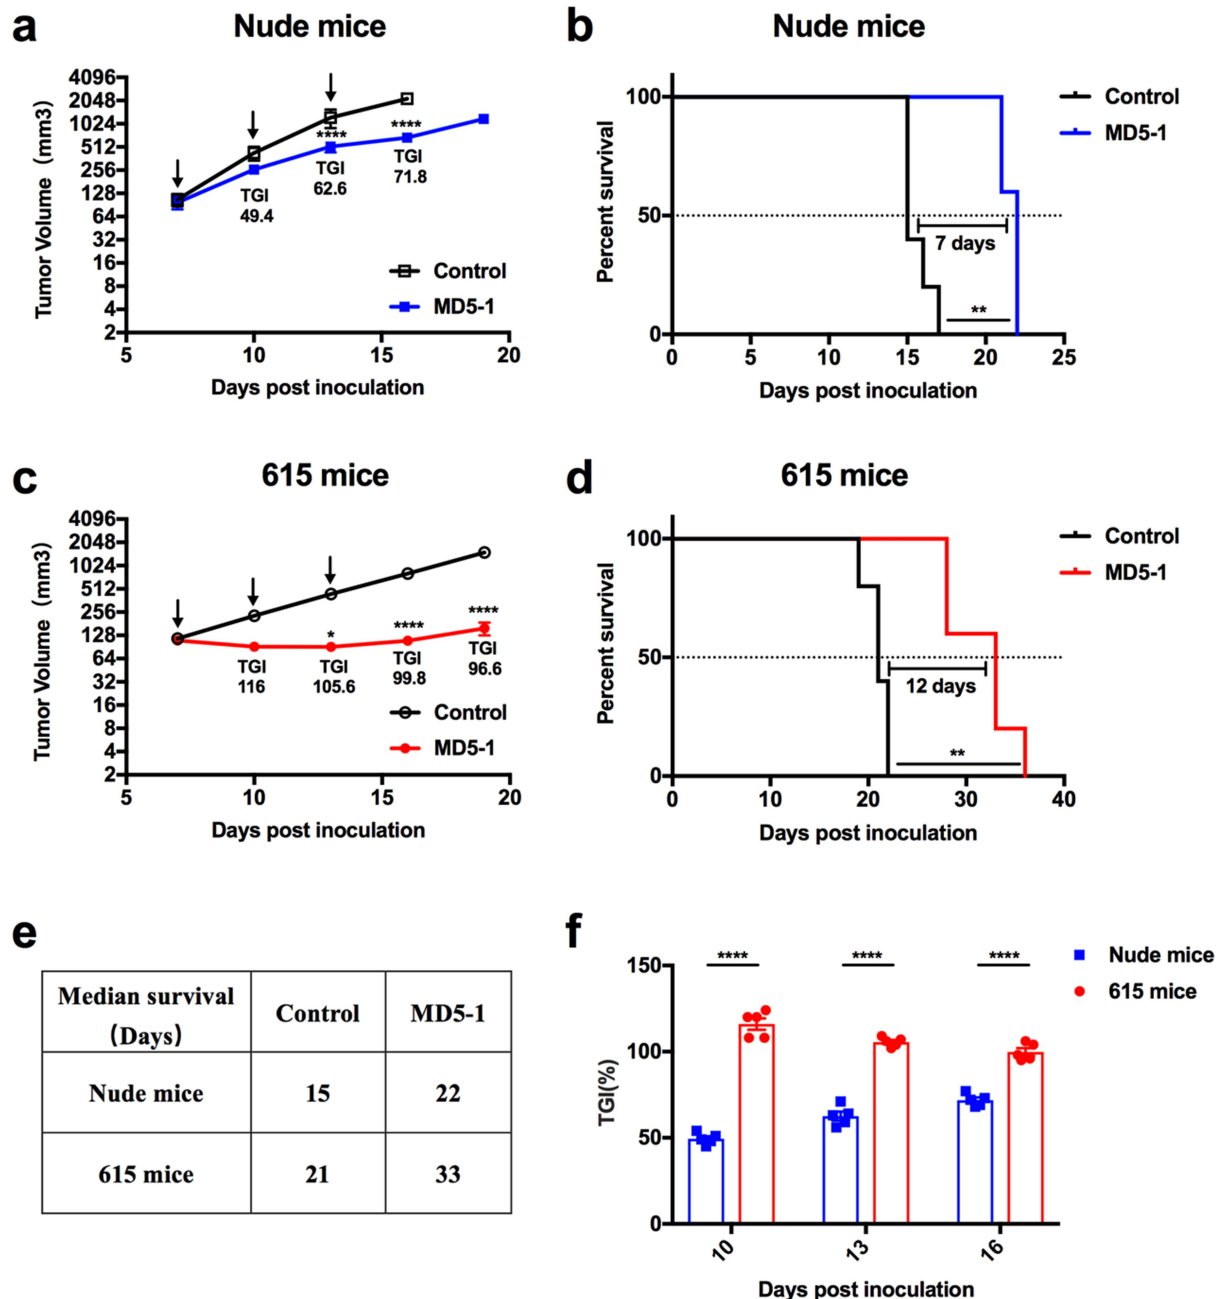 a
Nude mice
4096
2048
1024
512
256
128
64
32
16
8
4
2
Tumor Volume (mm3)
****
****
TGI
49.4
TGI
62.6
TGI
71.8
Control
MD5-1
5
10
15
20
Days post inoculation
b
Nude mice
100
50
0
Percent survival
7 days
**
Control
MD5-1
0
5
10
15
20
25
Days post inoculation
c
615 mice
4096
2048
1024
512
256
128
64
32
16
8
4
2
Tumor Volume (mm3)
*
****
****
TGI
116
TGI
105.6
TGI
99.8
TGI
96.6
Control
MD5-1
5
10
15
20
Days post inoculation
d
615 mice
100
50
0
Percent survival
12 days
**
Control
MD5-1
0
10
20
30
40
Days post inoculation
e
Median survival
(Days)
Control
MD5-1
Nude mice
15
22
615 mice
21
33
f
150
100
50
0
TGI(%)
****
****
****
Nude mice
615 mice
10
13
16
Days post inoculation